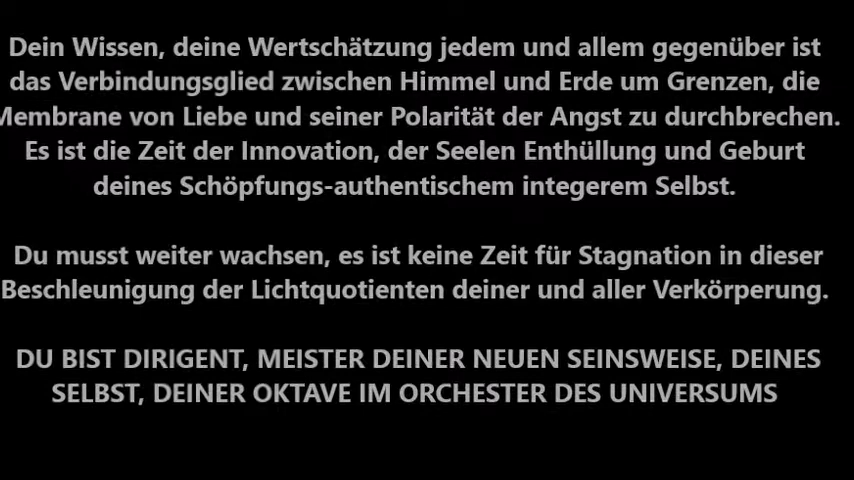 Dein Wissen, deine Wertschätzung jedem und allem gegenüber ist
das Verbindungsglied zwischen Himmel und Erde um Grenzen, die
Membrane von Liebe und seiner Polarität der Angst zu durchbrechen.
Es ist die Zeit der Innovation, der Seelen Enthüllung und Geburt
deines Schöpfungs-authentischem integerem Selbst.
Du musst weiter wachsen, es ist keine Zeit für Stagnation in dieser
Beschleunigung der Lichtquotienten deiner und aller Verkörperung.
DU BIST DIRIGENT, MEISTER DEINER NEUEN SEINSWEISE, DEINES
SELBST, DEINER OKTAVE IM ORCHESTER DES UNIVERSUMS